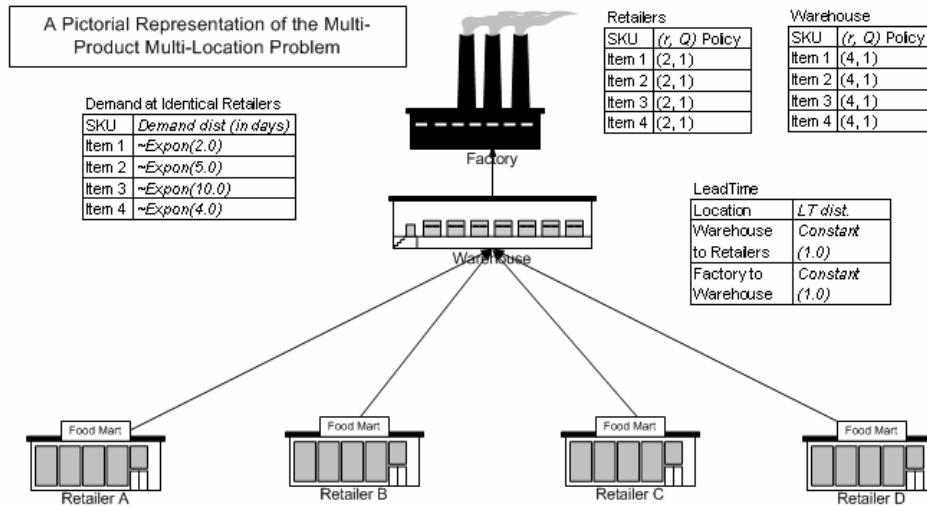 A Pictorial Representation of the Multi-
Product Multi-Location Problem
Retailers
SKU (r, Q) Policy
Item 1 (2, 1)
Item 2 (2, 1)
Item 3 (2, 1)
Item 4 (2, 1)
Warehouse
SKU (r, Q) Policy
Item 1 (4, 1)
Item 2 (4, 1)
Item 3 (4, 1)
Item 4 (4, 1)
Demand at Identical Retailers
SKU Demand dist (in days)
Item 1 ~Expon(2.0)
Item 2 ~Expon(5.0)
Item 3 ~Expon(10.0)
Item 4 ~Expon(4.0)
Factory
LeadTime
Location LT dist.
Warehouse Constant
to Retailers (1.0)
Factory to Constant
Warehouse (1.0)
Warehouse
Food Mart
Food Mart
Food Mart
Food Mart
Retailer A
Retailer B
Retailer C
Retailer D